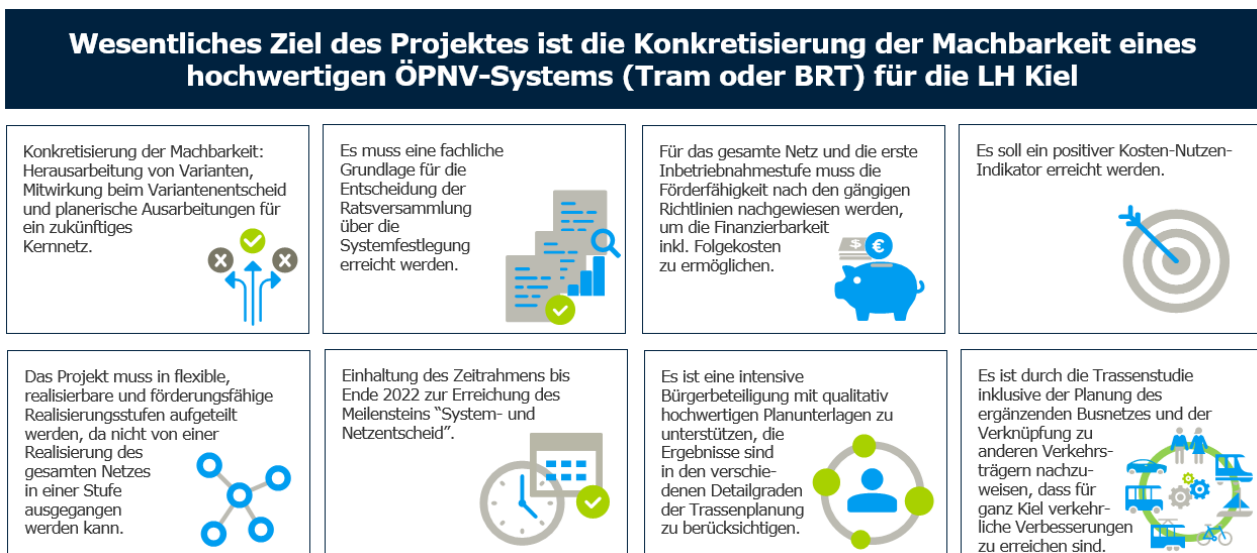 Wesentliches Ziel des Projektes ist die Konkretisierung der Machbarkeit eines
hochwertigen ÖPNV-Systems (Tram oder BRT) für die LH Kiel
Konkretisierung der Machbarkeit:
Herausarbeitung von Varianten,
Mitwirkung beim Variantenentscheid
und planerische Ausarbeitungen für
ein zukünftiges
Kernnetz.
Es muss eine fachliche
Grundlage für die
Entscheidung der
Ratsversammlung
über die
Systemfestlegung
erreicht werden.
Für das gesamte Netz und die erste
Inbetriebnahmestufe muss die
Förderfähigkeit nach den gängigen
Richtlinien nachgewiesen werden,
um die Finanzierbarkeit
inkl. Folgekosten
zu ermöglichen.
$ €
Es soll ein positiver Kosten-Nutzen-
Indikator erreicht werden.
Das Projekt muss in flexible,
realisierbare und förderungsfähige
Realisierungsstufen aufgeteilt
werden, da nicht von einer
Realisierung des
gesamten Netzes
in einer Stufe
ausgegangen
werden kann.
Einhaltung des Zeitrahmens bis
Ende 2022 zur Erreichung des
Meilensteins “System- und
Netzentscheid”.
Es ist eine intensive
Bürgerbeteiligung mit qualitativ
hochwertigen Planunterlagen zu
unterstützen, die
Ergebnisse sind
in den verschie-
denen Detailgraden
der Trassenplanung
zu berücksichtigen.
Es ist durch die Trassenstudie
inklusive der Planung des
ergänzenden Busnetzes und der
Verknüpfung zu
anderen Verkehrs-
trägern nachzu-
weisen, dass für
ganz Kiel verkehr-
liche Verbesserungen
zu erreichen sind.